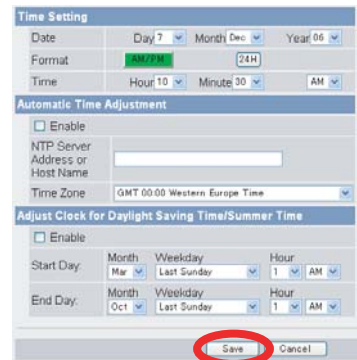 Time Setting
Date Day 7 Month Dec Year 06
Format AM/PM 24H
Time Hour 10 Minute 30 AM
Automatic Time Adjustment
Enable
NTP Server
Address or
Host Name
Time Zone GMT 00:00 Western Europe Time
Adjust Clock for Daylight Saving Time/Summer Time
Enable
Month Weekday Hour
Start Day: Mar Last Sunday 1 AM
Month Weekday Hour
End Day: Oct Last Sunday 1 AM
Save Cancel